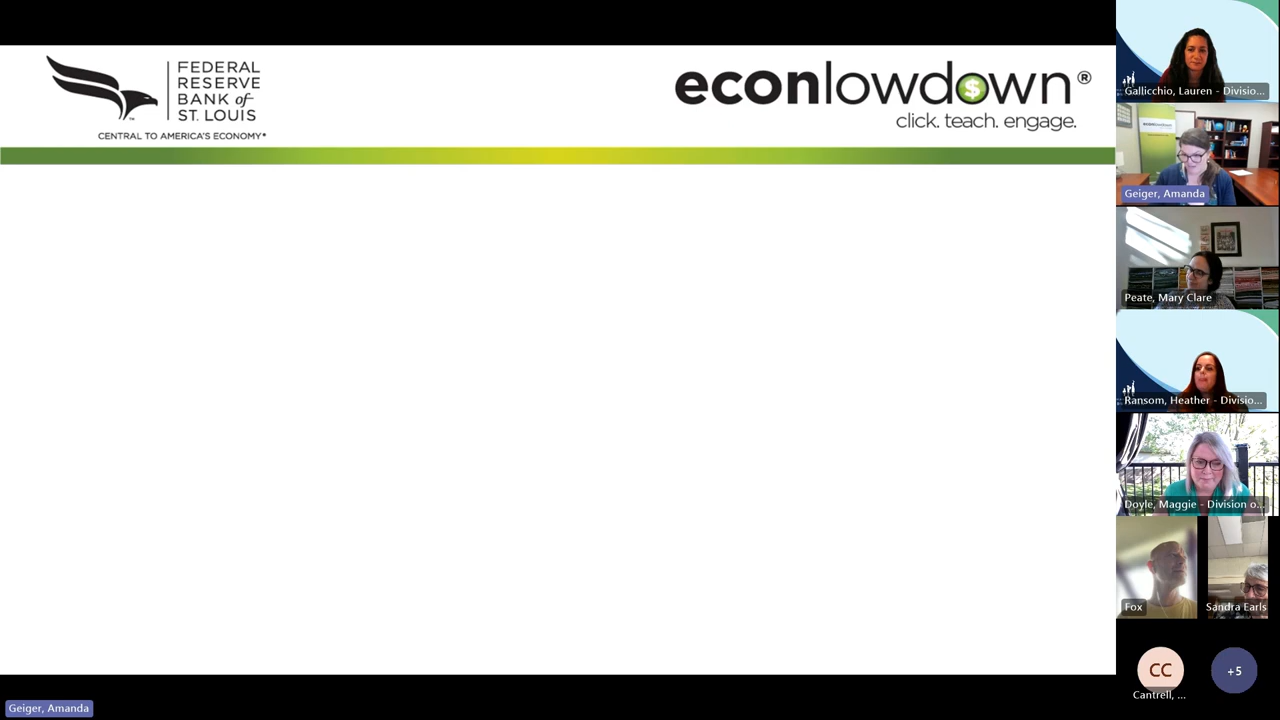 FEDERAL
RESERVE
BANK of
ST. LOUIS
CENTRAL TO AMERICA'S ECONOMY®
econlowdown®
click. teach. engage.
Gallicchio, Lauren - Divisio...
Geiger, Amanda
Peate, Mary Clare
Ransom, Heather - Divisio...
Doyle, Maggie - Division o...
Fox
Sandra Earls
CC
Cantrell, ...
+5
Geiger, Amanda